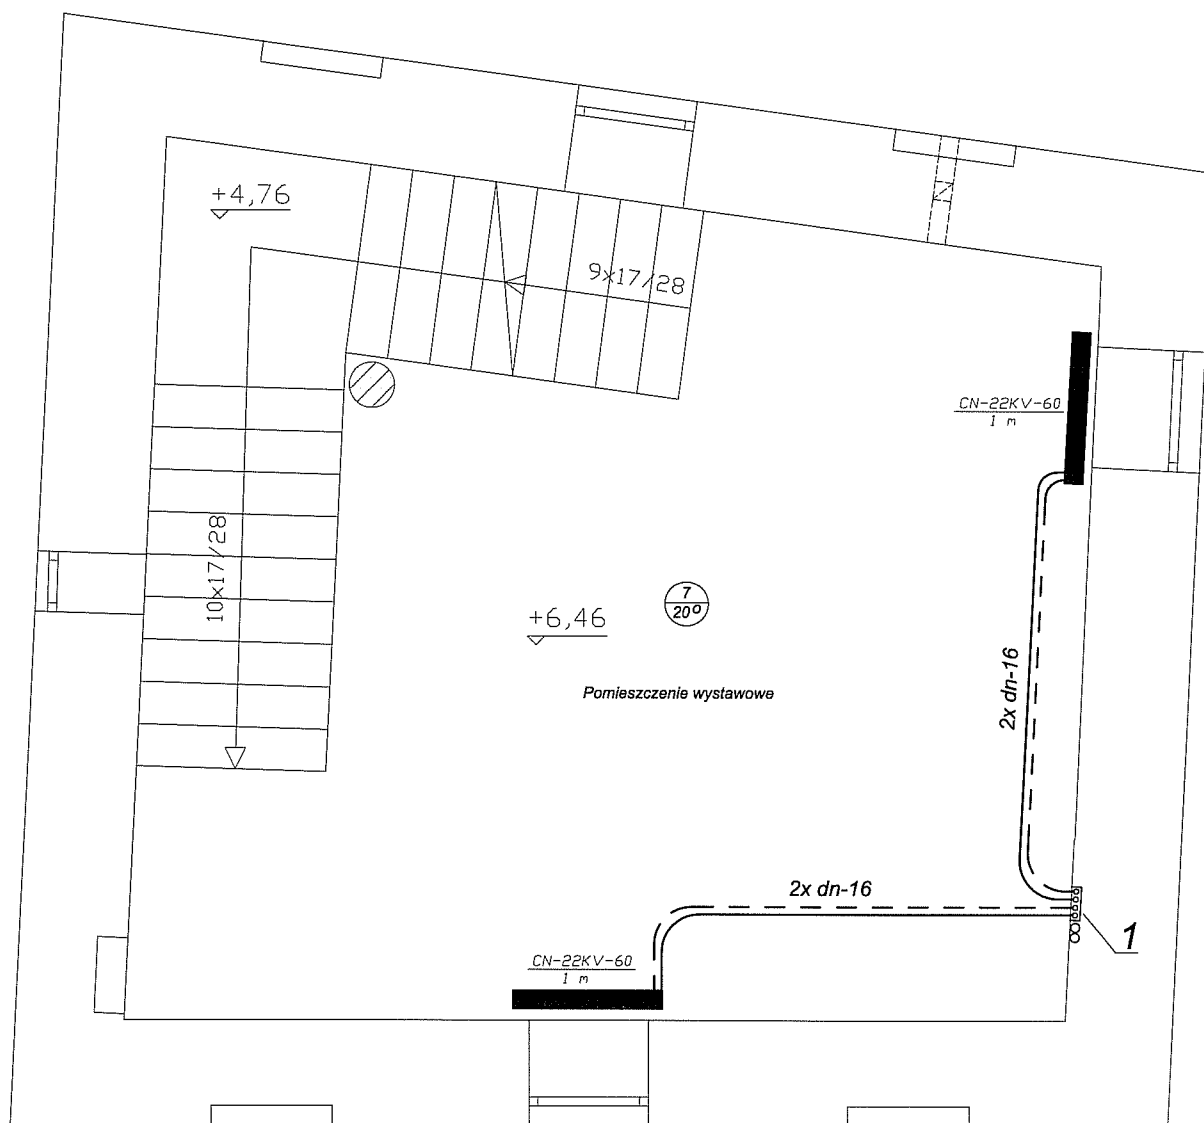 +4,76
9x17/28
CN-22KV-60
1 m
10x17/28
7
20°
+6,46
2x dn-16
Pomieszczenie wystawowe
2x dn-16
1
CN-22KV-60
1 m